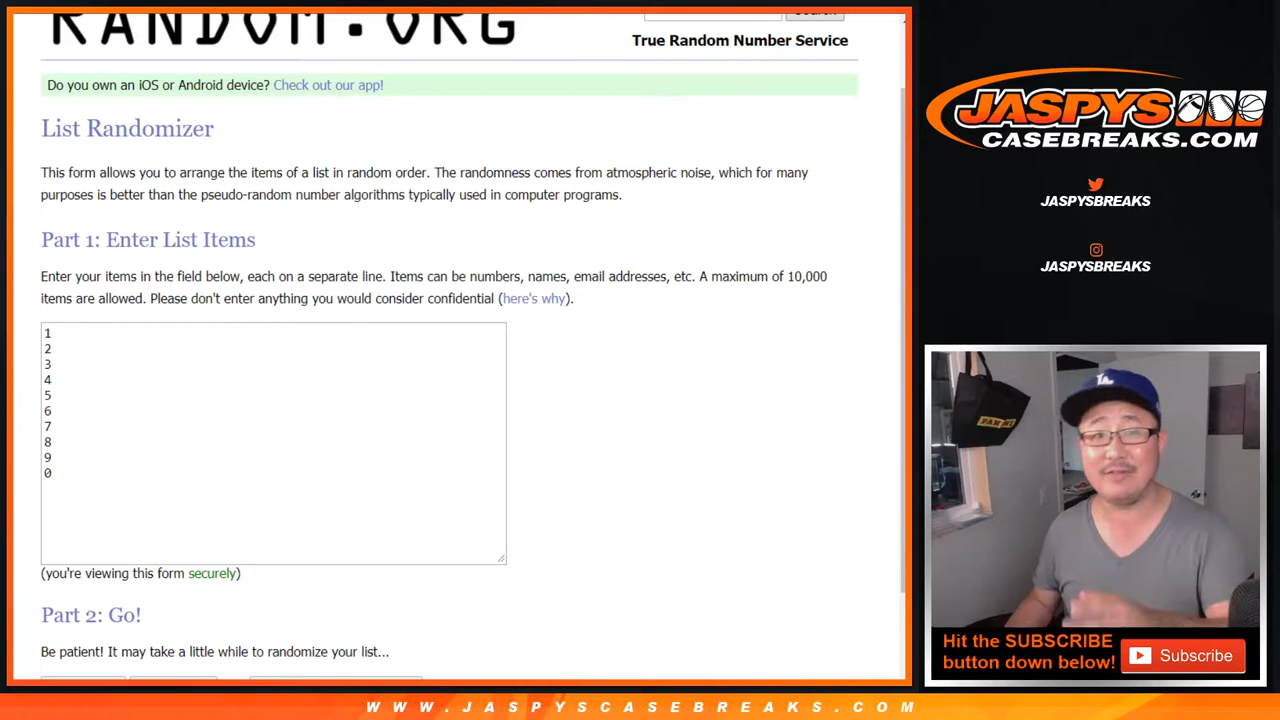 RANDOM.ORG
Search
True Random Number Service
Do you own an iOS or Android device? Check out our app!
List Randomizer
This form allows you to arrange the items of a list in random order. The randomness comes from atmospheric noise, which for many
purposes is better than the pseudo-random number algorithms typically used in computer programs.
Part 1: Enter List Items
Enter your items in the field below, each on a separate line. Items can be numbers, names, email addresses, etc. A maximum of 10,000
items are allowed. Please don't enter anything you would consider confidential (here's why).
1
2
3
4
5
6
7
8
9
0
(you're viewing this form securely)
Part 2: Go!
Be patient! It may take a little while to randomize your list...
JASPYS
CASEBREAKS.COM
JASPYSBREAKS
JASPYSBREAKS
LA
Hit the SUBSCRIBE
button down below!
Subscribe
WWW.JASPYSCASEBREAKS.COM